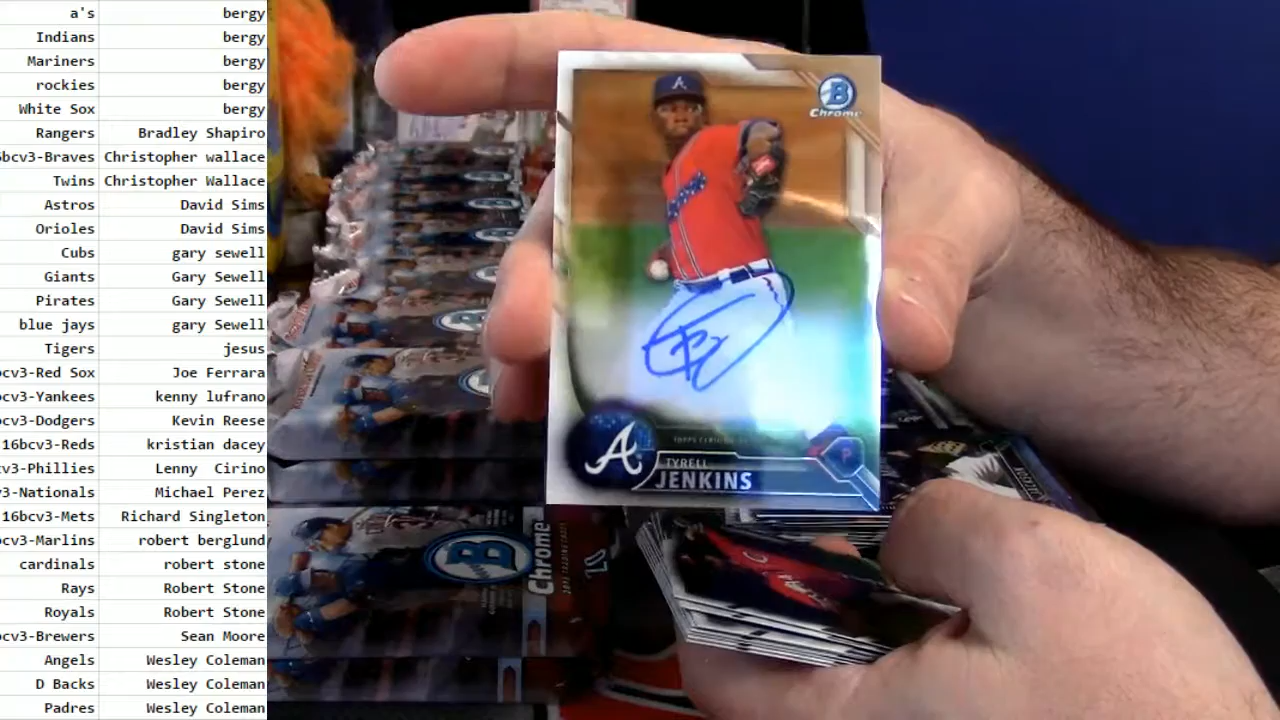 a's bergy
Indians bergy
Mariners bergy
rockies bergy
White Sox bergy
Rangers Bradley Shapiro
6bcv3-Braves Christopher wallace
Twins Christopher Wallace
Astros David Sims
Orioles David Sims
Cubs gary sewell
Giants Gary Sewell
Pirates Gary Sewell
blue jays gary Sewell
Tigers jesus
cv3-Red Sox Joe Ferrara
cv3-Yankees kenny lufrano
cv3-Dodgers Kevin Reese
16bcv3-Reds kristian dacey
v3-Phillies Lenny Cirino
3-Nationals Michael Perez
16bcv3-Mets Richard Singleton
cv3-Marlins robert berglund
cardinals robert stone
Rays Robert Stone
Royals Robert Stone
cv3-Brewers Sean Moore
Angels Wesley Coleman
D Backs Wesley Coleman
Padres Wesley Coleman
B
Chrome
A
TYRELL
JENKINS
P
B
Chrome